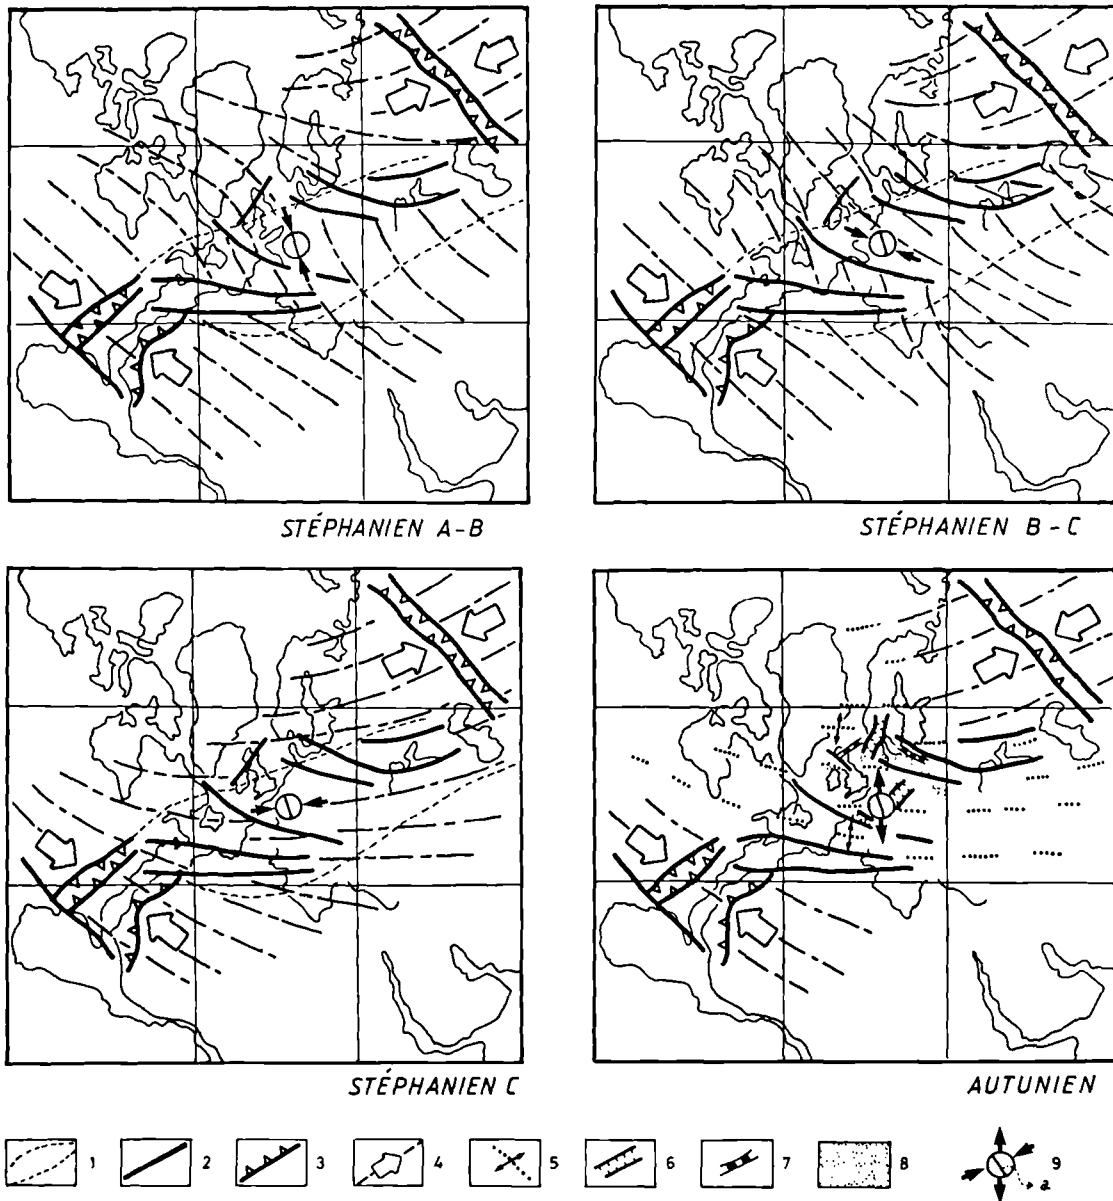 STÉPHANIEN A-B
STÉPHANIEN B-C
STÉPHANIEN C
AUTUNIEN
1 2 3 4 5 6 7 8 9
a